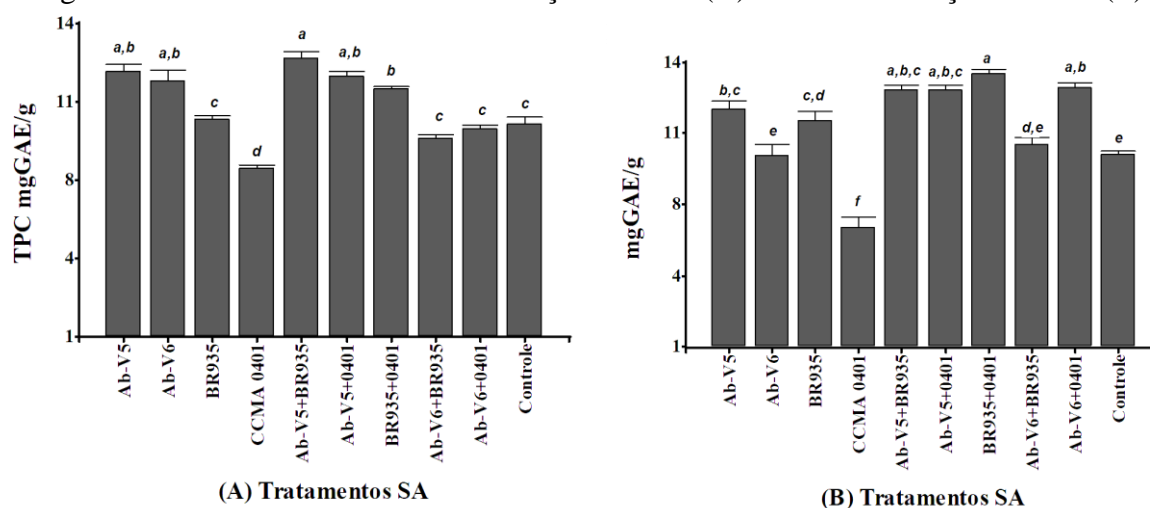 14
11
8
4
1
TPC mgGAE/g
a,b
a,b
c
d
a
a,b
b
c
c
c
Ab-V5
Ab-V6
BR935
CCMA 0401
Ab-V5+BR935
Ab-V5+0401
BR935+0401
Ab-V6+BR935
Ab-V6+0401
Controle
(A) Tratamentos SA
14
11
8
4
1
mgGAE/g
b,c
e
c,d
f
a,b,c
a,b,c
a
d,e
a,b
e
Ab-V5
Ab-V6
BR935
CCMA 0401
Ab-V5+BR935
Ab-V5+0401
BR935+0401
Ab-V6+BR935
Ab-V6+0401
Controle
(B) Tratamentos SA